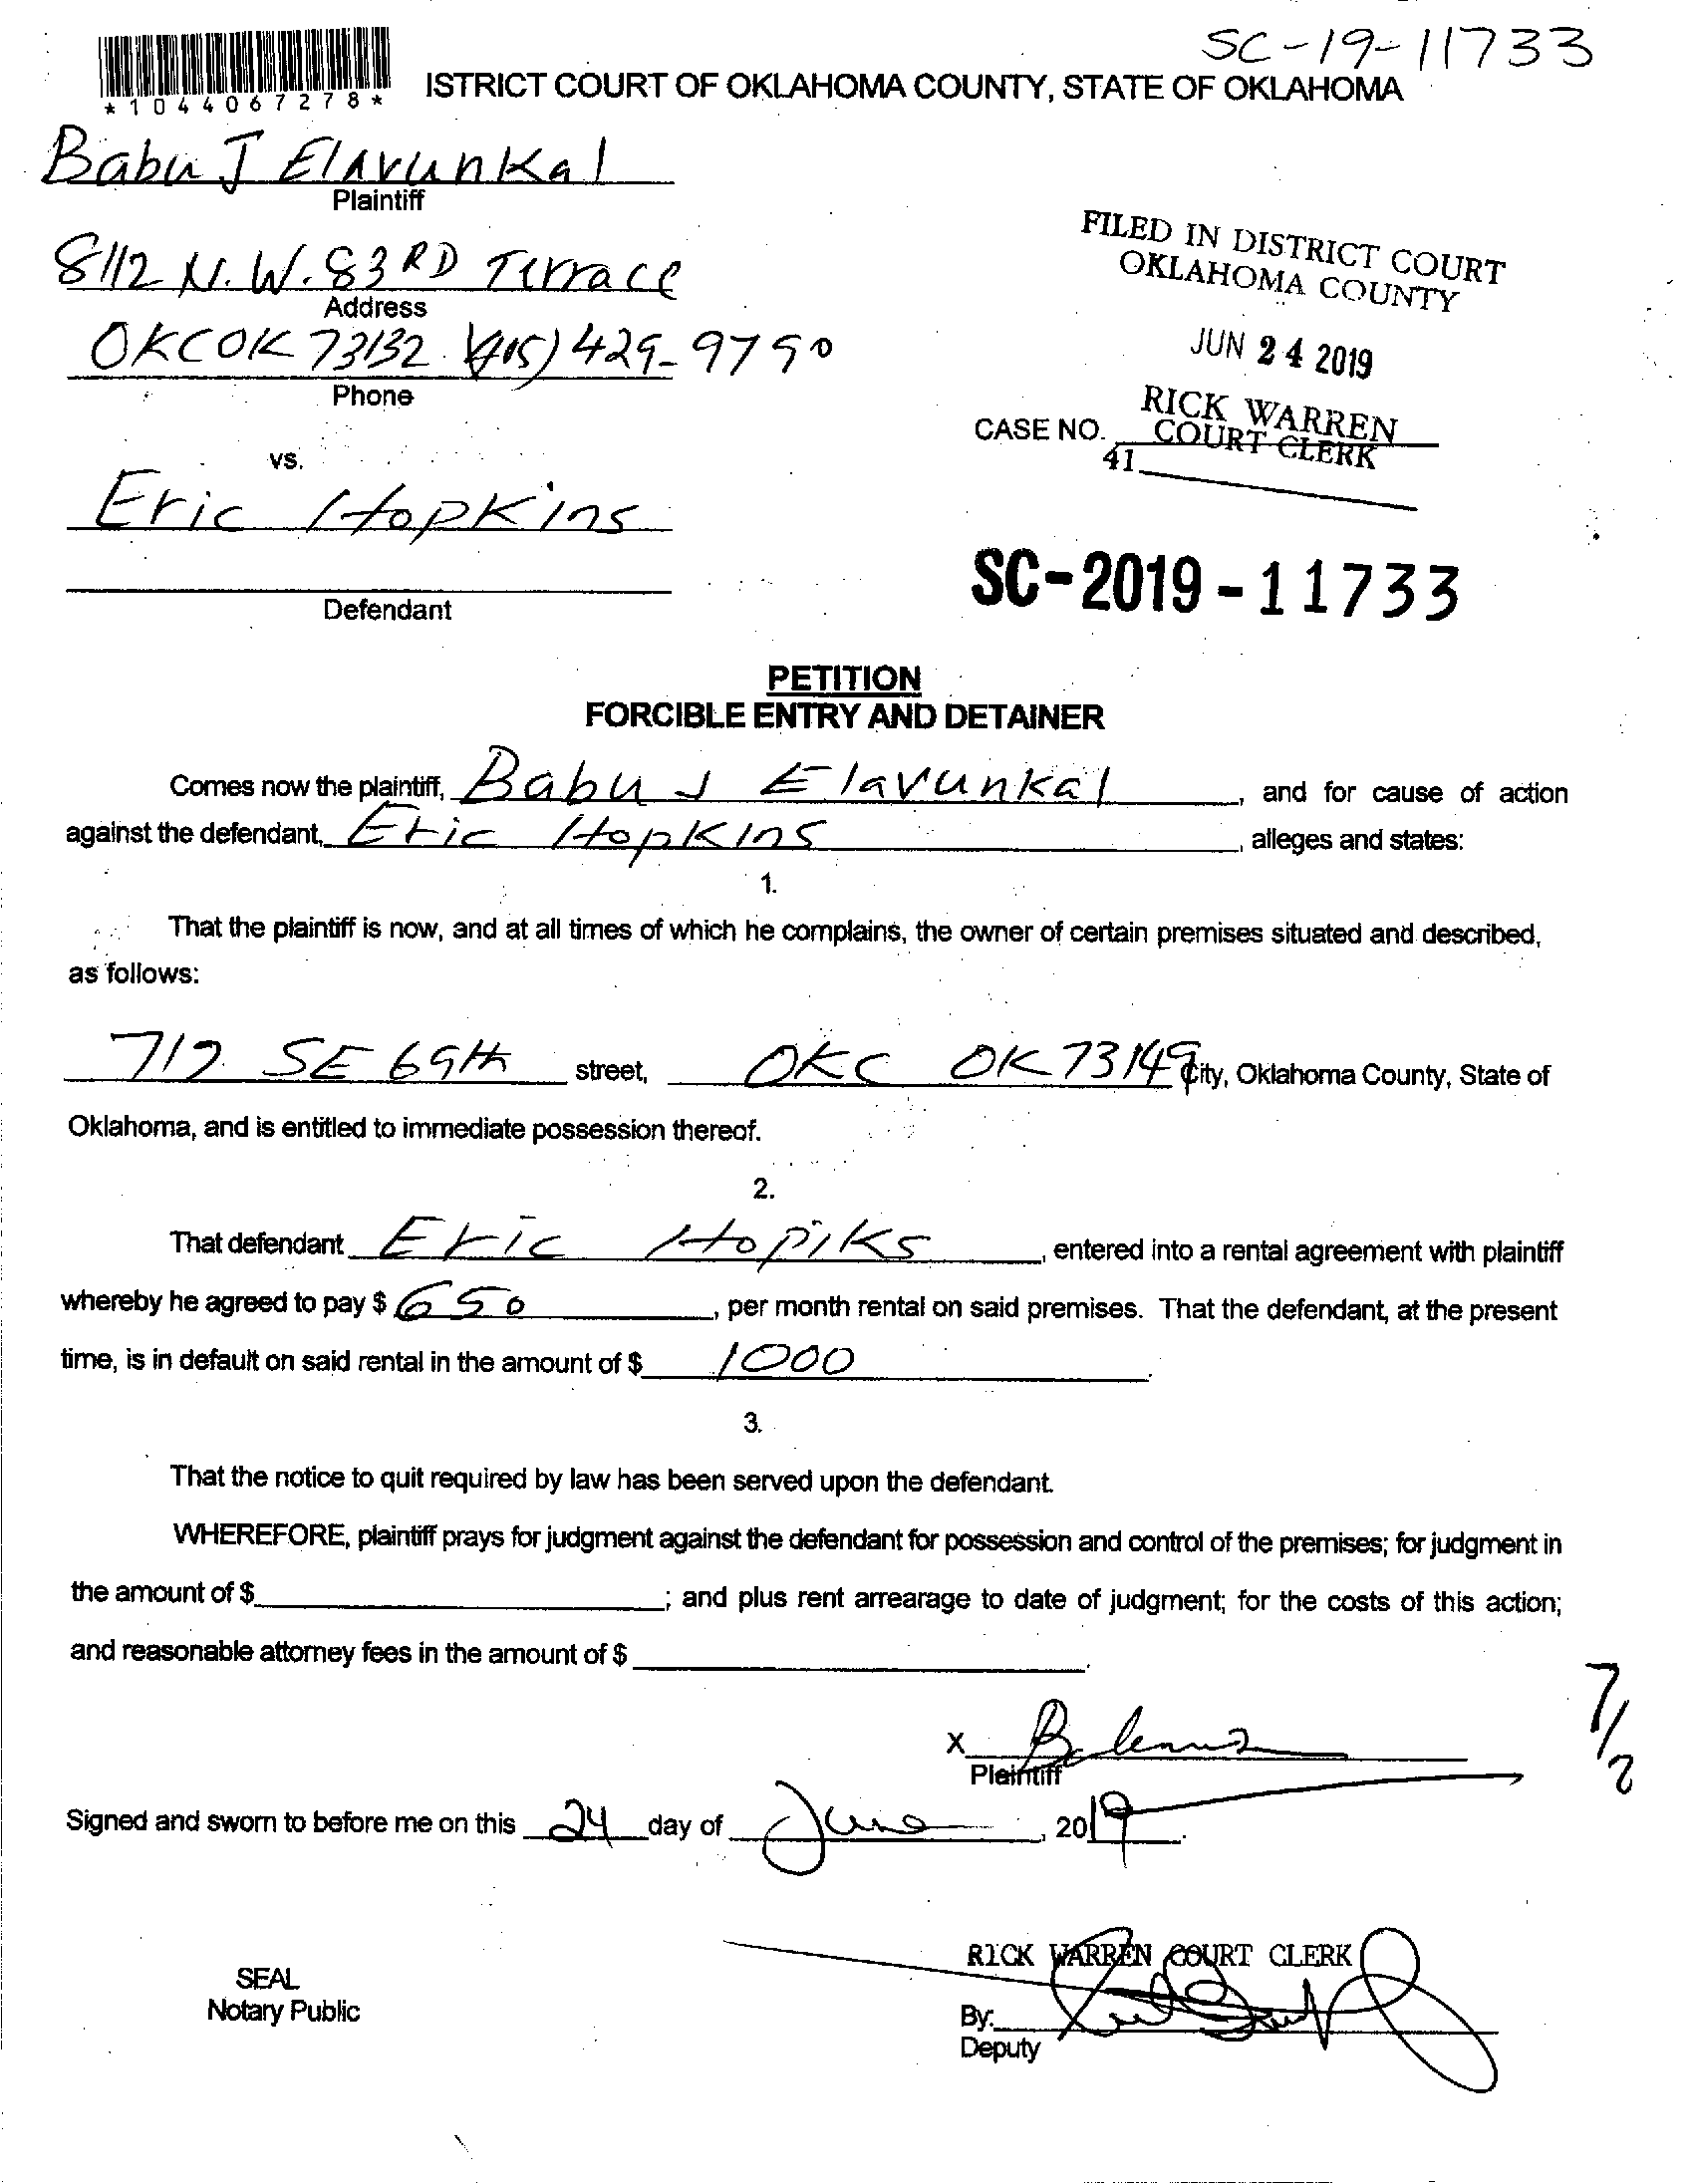 SC-19-11733
*1044067278*
ISTRICT COURT OF OKLAHOMA COUNTY, STATE OF OKLAHOMA
Babu J Elavunkal
Plaintiff
8112 N.W. 83RD Terrace
Address
OKC OK 73132 (405) 429-9790
Phone
FILED IN DISTRICT COURT
OKLAHOMA COUNTY
JUN 24 2019
RICK WARREN
COURT CLERK
CASE NO.
41
vs.
Eric Hopkins
Defendant
SC-2019-11733
PETITION
FORCIBLE ENTRY AND DETAINER
Comes now the plaintiff, Babu J Elavunkal, and for cause of action
against the defendant, Eric Hopkins, alleges and states:
1.
That the plaintiff is now, and at all times of which he complains, the owner of certain premises situated and described,
as follows:
712 SE 69th street, OKC OK 73149 City, Oklahoma County, State of
Oklahoma, and is entitled to immediate possession thereof.
2.
That defendant Eric Hopiks, entered into a rental agreement with plaintiff
whereby he agreed to pay $ 650, per month rental on said premises. That the defendant, at the present
time, is in default on said rental in the amount of $ 1000.
3.
That the notice to quit required by law has been served upon the defendant.
WHEREFORE, plaintiff prays for judgment against the defendant for possession and control of the premises; for judgment in
the amount of $; and plus rent arrearage to date of judgment; for the costs of this action;
and reasonable attorney fees in the amount of $.
7/2
X
Plaintiff
Signed and sworn to before me on this 24 day of June, 2019.
RICK WARREN COURT CLERK
SEAL
Notary Public
By:
Deputy